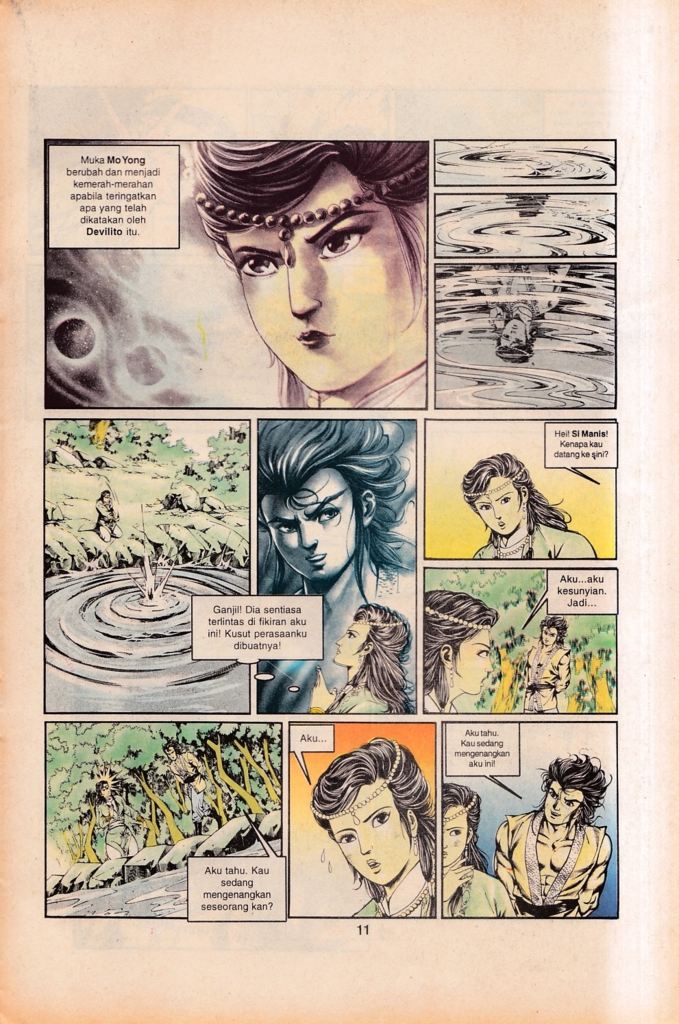 Muka Mo Yong
berubah dan menjadi
kemerah-merahan
apabila teringatkan
apa yang telah
dikatakan oleh
Devilito itu.
Hei! Si Manis!
Kenapa kau
datang ke sini?
Ganjil! Dia sentiasa
terlintas di fikiran aku
ini! Kusut perasaanku
dibuatnya!
Aku...aku
kesunyian.
Jadi...
Aku tahu. Kau
sedang
mengenangkan
seseorang kan?
Aku...
Aku tahu.
Kau sedang
mengenangkan
aku ini!
11